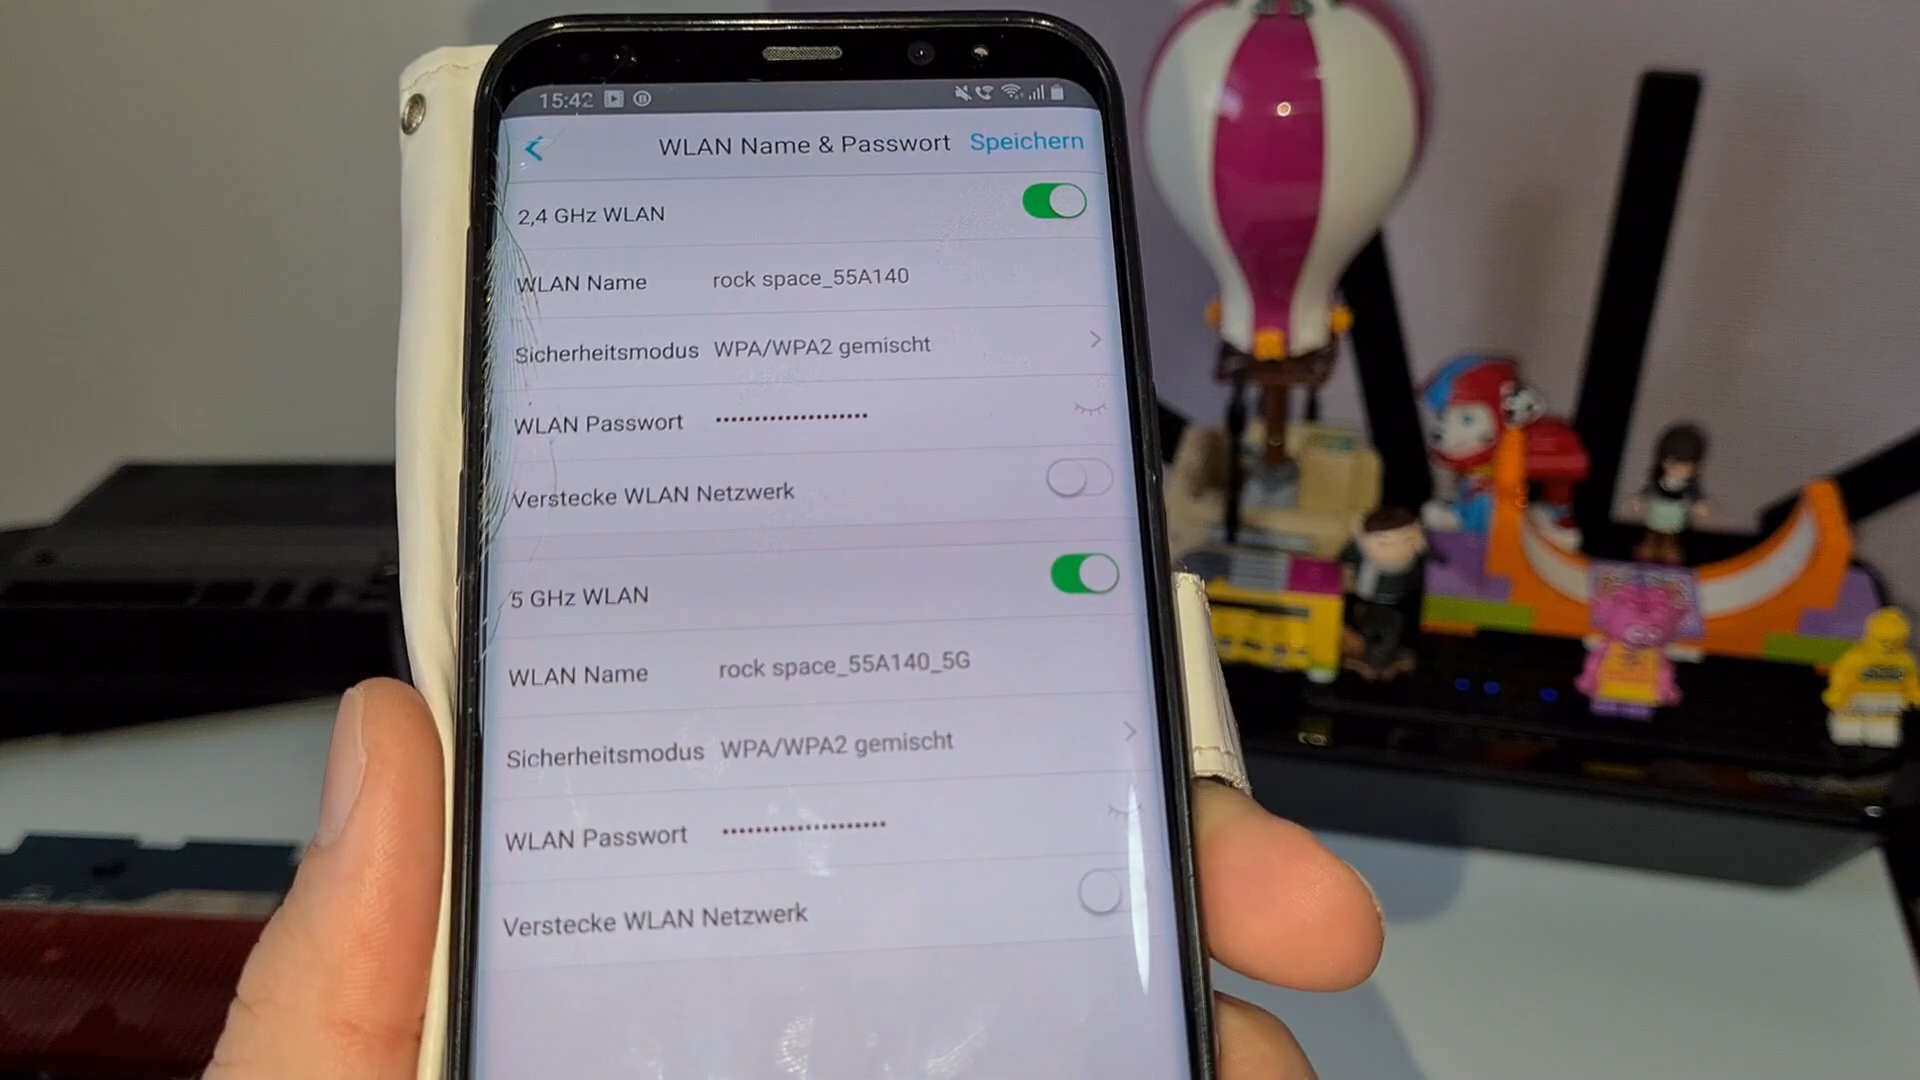 15:42
WLAN Name & Passwort Speichern
2,4 GHz WLAN
WLAN Name rock space_55A140
Sicherheitsmodus WPA/WPA2 gemischt
WLAN Passwort ••••••••••••••••••••
Verstecke WLAN Netzwerk
5 GHz WLAN
WLAN Name rock space_55A140_5G
Sicherheitsmodus WPA/WPA2 gemischt
WLAN Passwort ••••••••••••••••••••
Verstecke WLAN Netzwerk